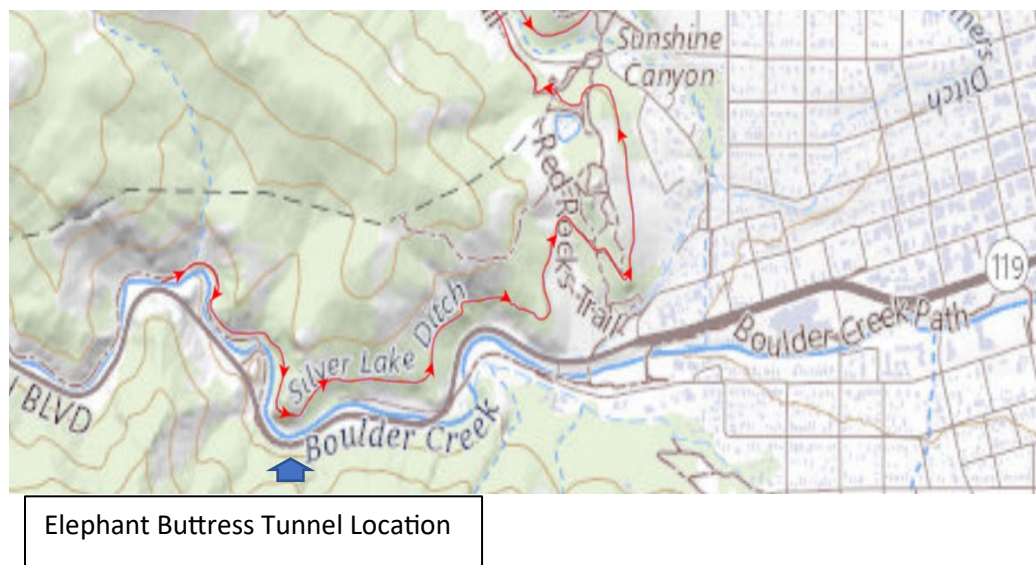 Sunshine
Canyon
Ditch
Red Rocks Trail
119
Silver Lake Ditch
Boulder Creek Path
BLVD
Boulder Creek
Elephant Buttress Tunnel Location